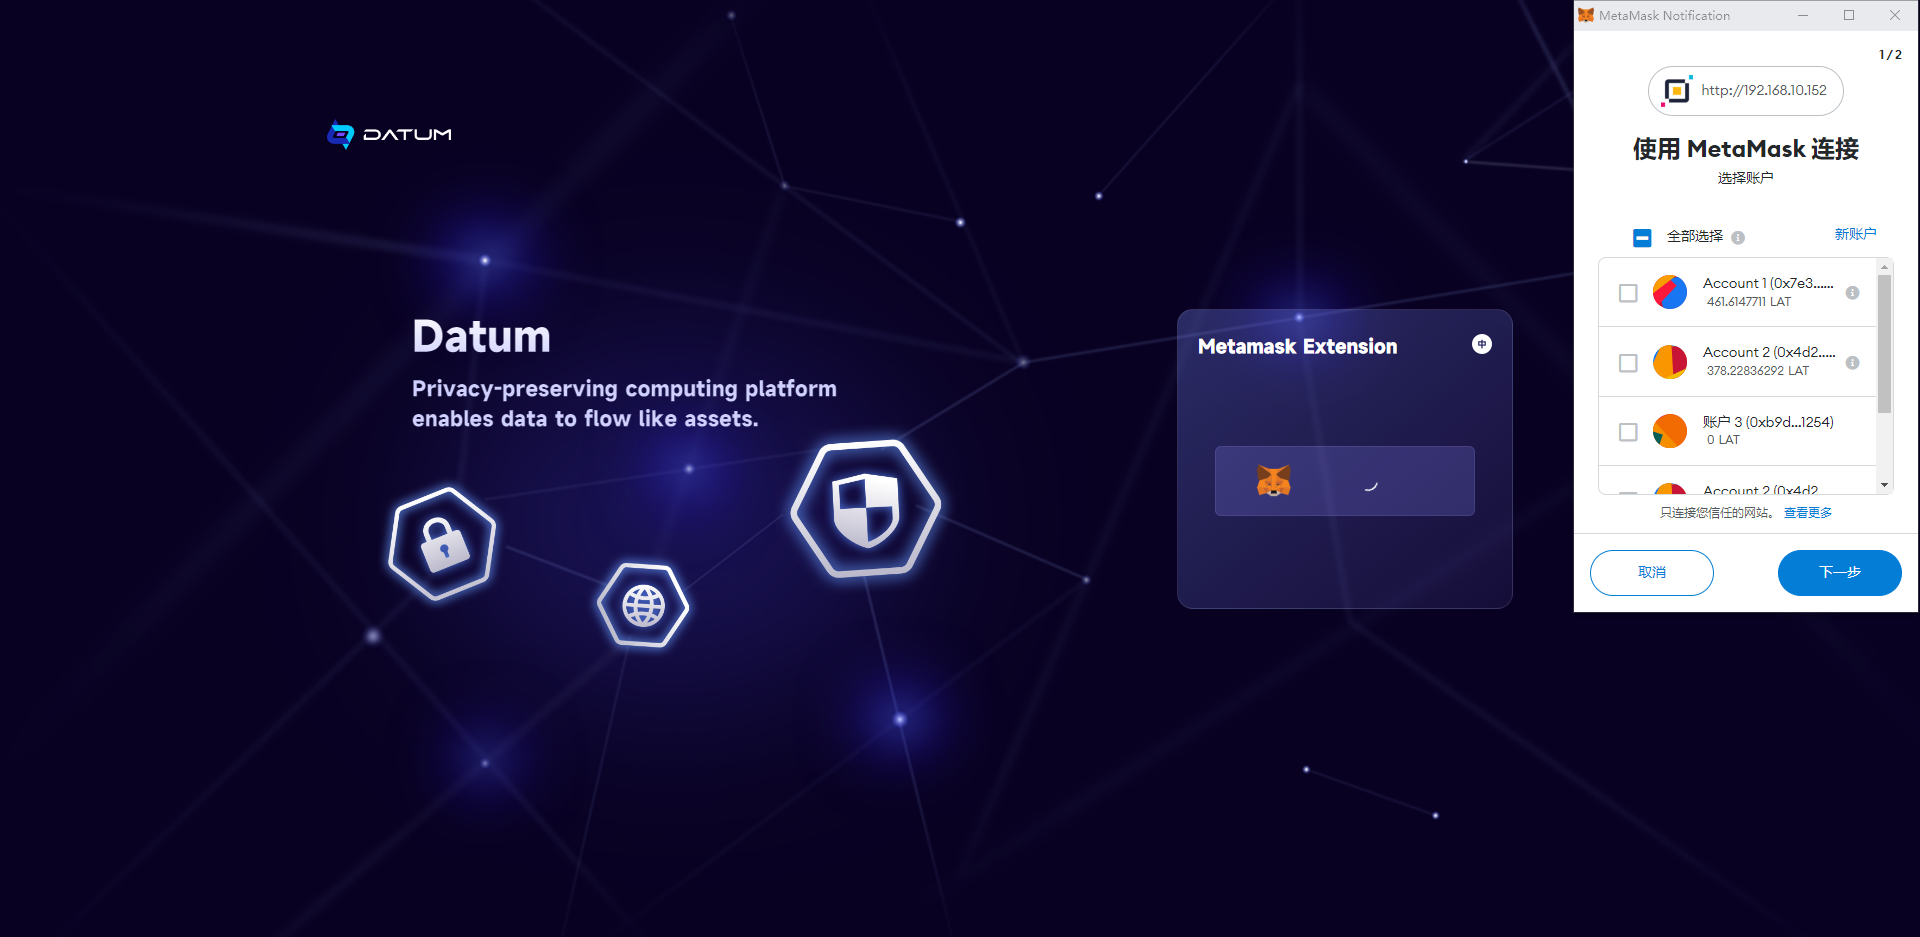 DATUM
Datum
Privacy-preserving computing platform
enables data to flow like assets.
Metamask Extension
中
MetaMask Notification
1 / 2
http://192.168.10.152
使用 MetaMask 连接
选择账户
全部选择
新账户
Account 1 (0x7e3...…
461.6147711 LAT
Account 2 (0x4d2..…
378.22836292 LAT
账户 3 (0xb9d...1254)
0 LAT
Account 2 (0x4d2
只连接您信任的网站。 查看更多
取消
下一步